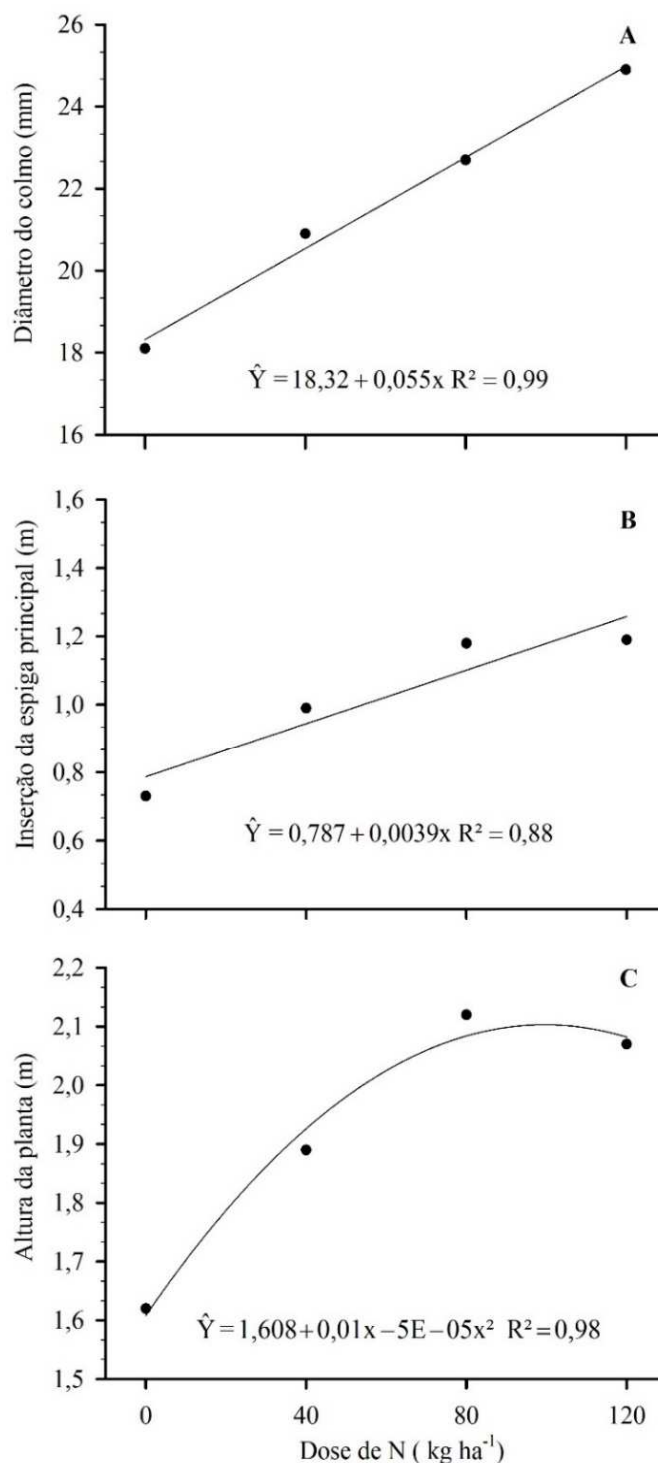 A
Diâmetro do colmo (mm)
26
24
22
20
18
16
Ŷ = 18,32 + 0,055x R² = 0,99
0
40
80
120
B
Inserção da espiga principal (m)
1,6
1,4
1,2
1,0
0,8
0,6
0,4
Ŷ = 0,787 + 0,0039x R² = 0,88
C
Altura da planta (m)
2,2
2,1
2,0
1,9
1,8
1,7
1,6
1,5
Ŷ = 1,608 + 0,01x − 5E − 05x² R² = 0,98
0
40
80
120
Dose de N ( kg ha⁻¹)